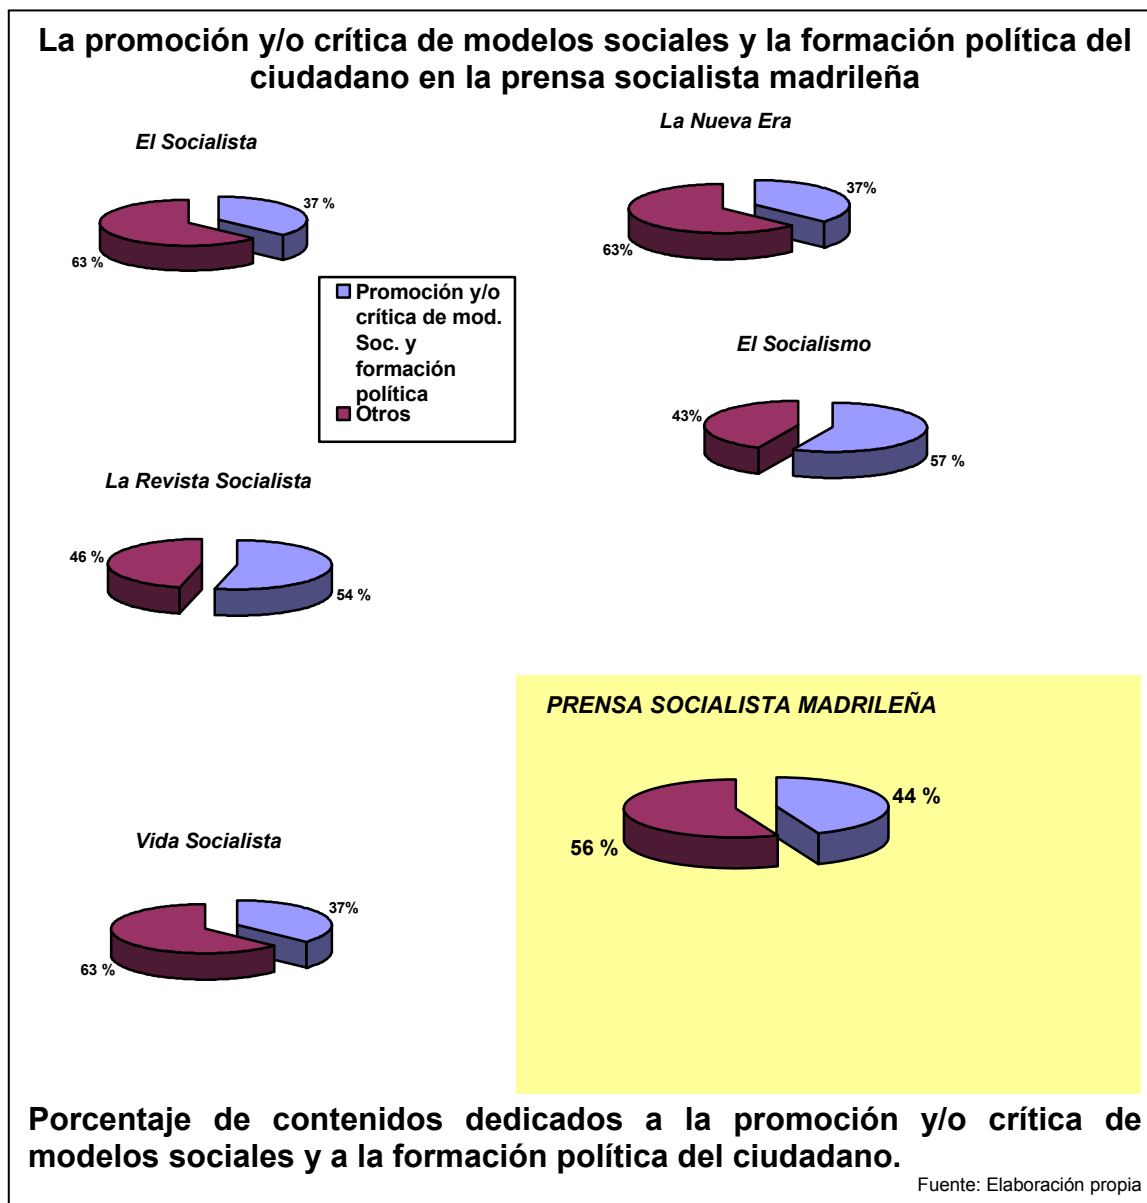 La promoción y/o crítica de modelos sociales y la formación política del
ciudadano en la prensa socialista madrileña
El Socialista
37 %
63 %
La Nueva Era
37%
63%
Promoción y/o
crítica de mod.
Soc. y
formación
política
Otros
El Socialismo
43%
57 %
La Revista Socialista
46 %
54 %
PRENSA SOCIALISTA MADRILEÑA
44 %
56 %
Vida Socialista
37%
63 %
Porcentaje de contenidos dedicados a la promoción y/o crítica de
modelos sociales y a la formación política del ciudadano.
Fuente: Elaboración propia